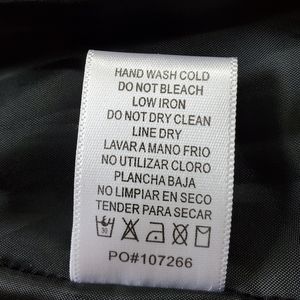 HAND WASH COLD
DO NOT BLEACH
LOW IRON
DO NOT DRY CLEAN
LINE DRY
LAVAR A MANO FRIO
NO UTILIZAR CLORO
PLANCHA BAJA
NO LIMPIAR EN SECO
TENDER PARA SECAR
30
PO#107266